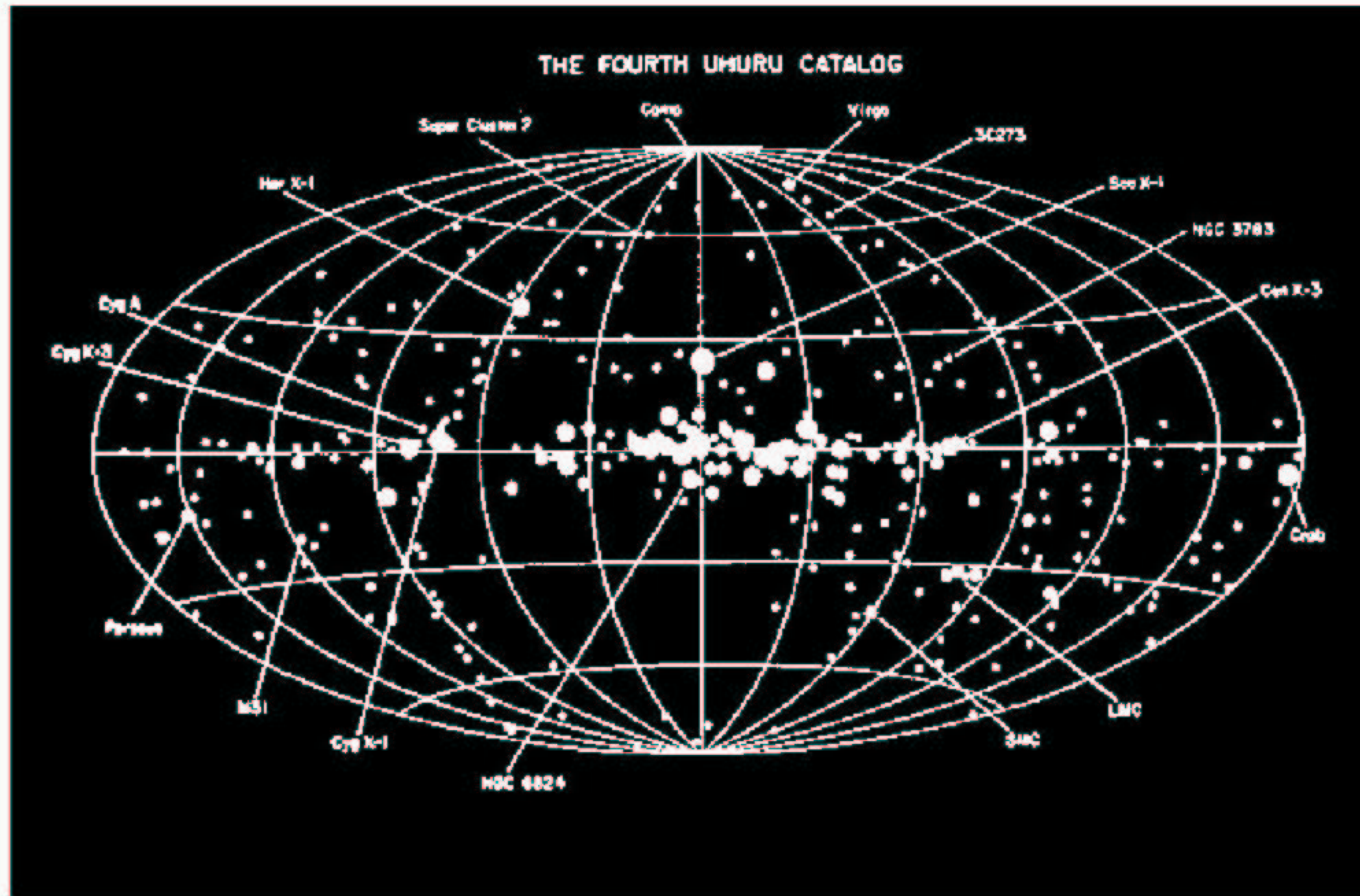 THE FOURTH UHURU CATALOG
Coma
Virgo
Super Cluster ?
3C273
Her X-1
Sco X-1
NGC 3783
Cyg A
Cen X-3
Cyg X-3
Crab
Perseus
M31
LMC
Cyg X-1
SMC
NGC 6624